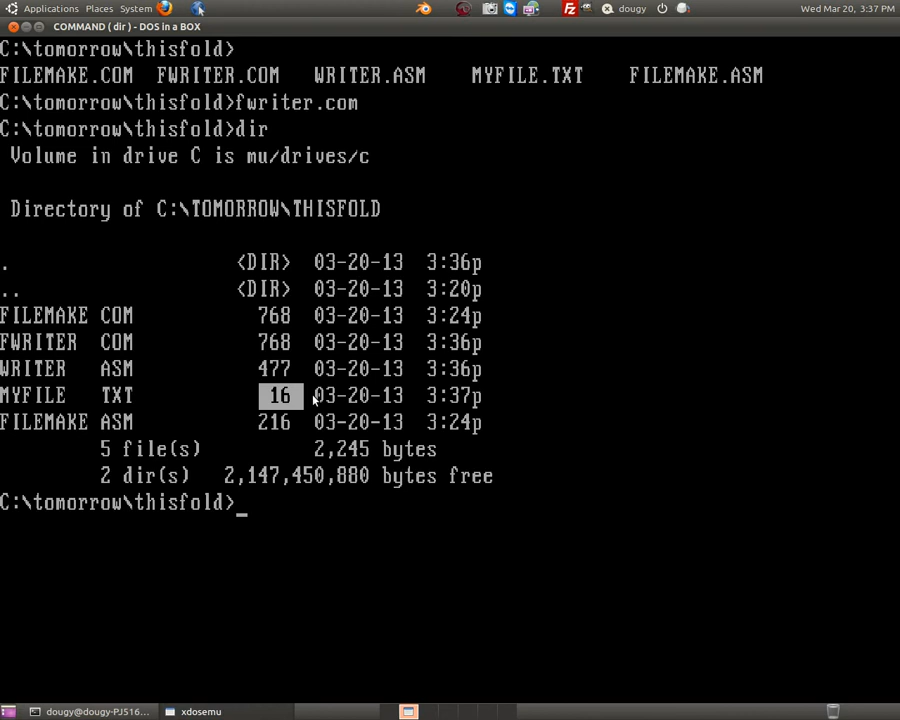 Applications Places System dougy Wed Mar 20, 3:37 PM
COMMAND ( dir ) - DOS in a BOX
C:\tomorrow\thisfold>
FILEMAKE.COM FWRITER.COM WRITER.ASM MYFILE.TXT FILEMAKE.ASM
C:\tomorrow\thisfold>fwriter.com
C:\tomorrow\thisfold>dir
Volume in drive C is mu/drives/c
Directory of C:\TOMORROW\THISFOLD
. <DIR> 03-20-13 3:36p
.. <DIR> 03-20-13 3:20p
FILEMAKE COM 768 03-20-13 3:24p
FWRITER COM 768 03-20-13 3:36p
WRITER ASM 477 03-20-13 3:36p
MYFILE TXT 16 03-20-13 3:37p
FILEMAKE ASM 216 03-20-13 3:24p
5 file(s) 2,245 bytes
2 dir(s) 2,147,450,880 bytes free
C:\tomorrow\thisfold>_
dougy@dougy-PJ516... xdosemu